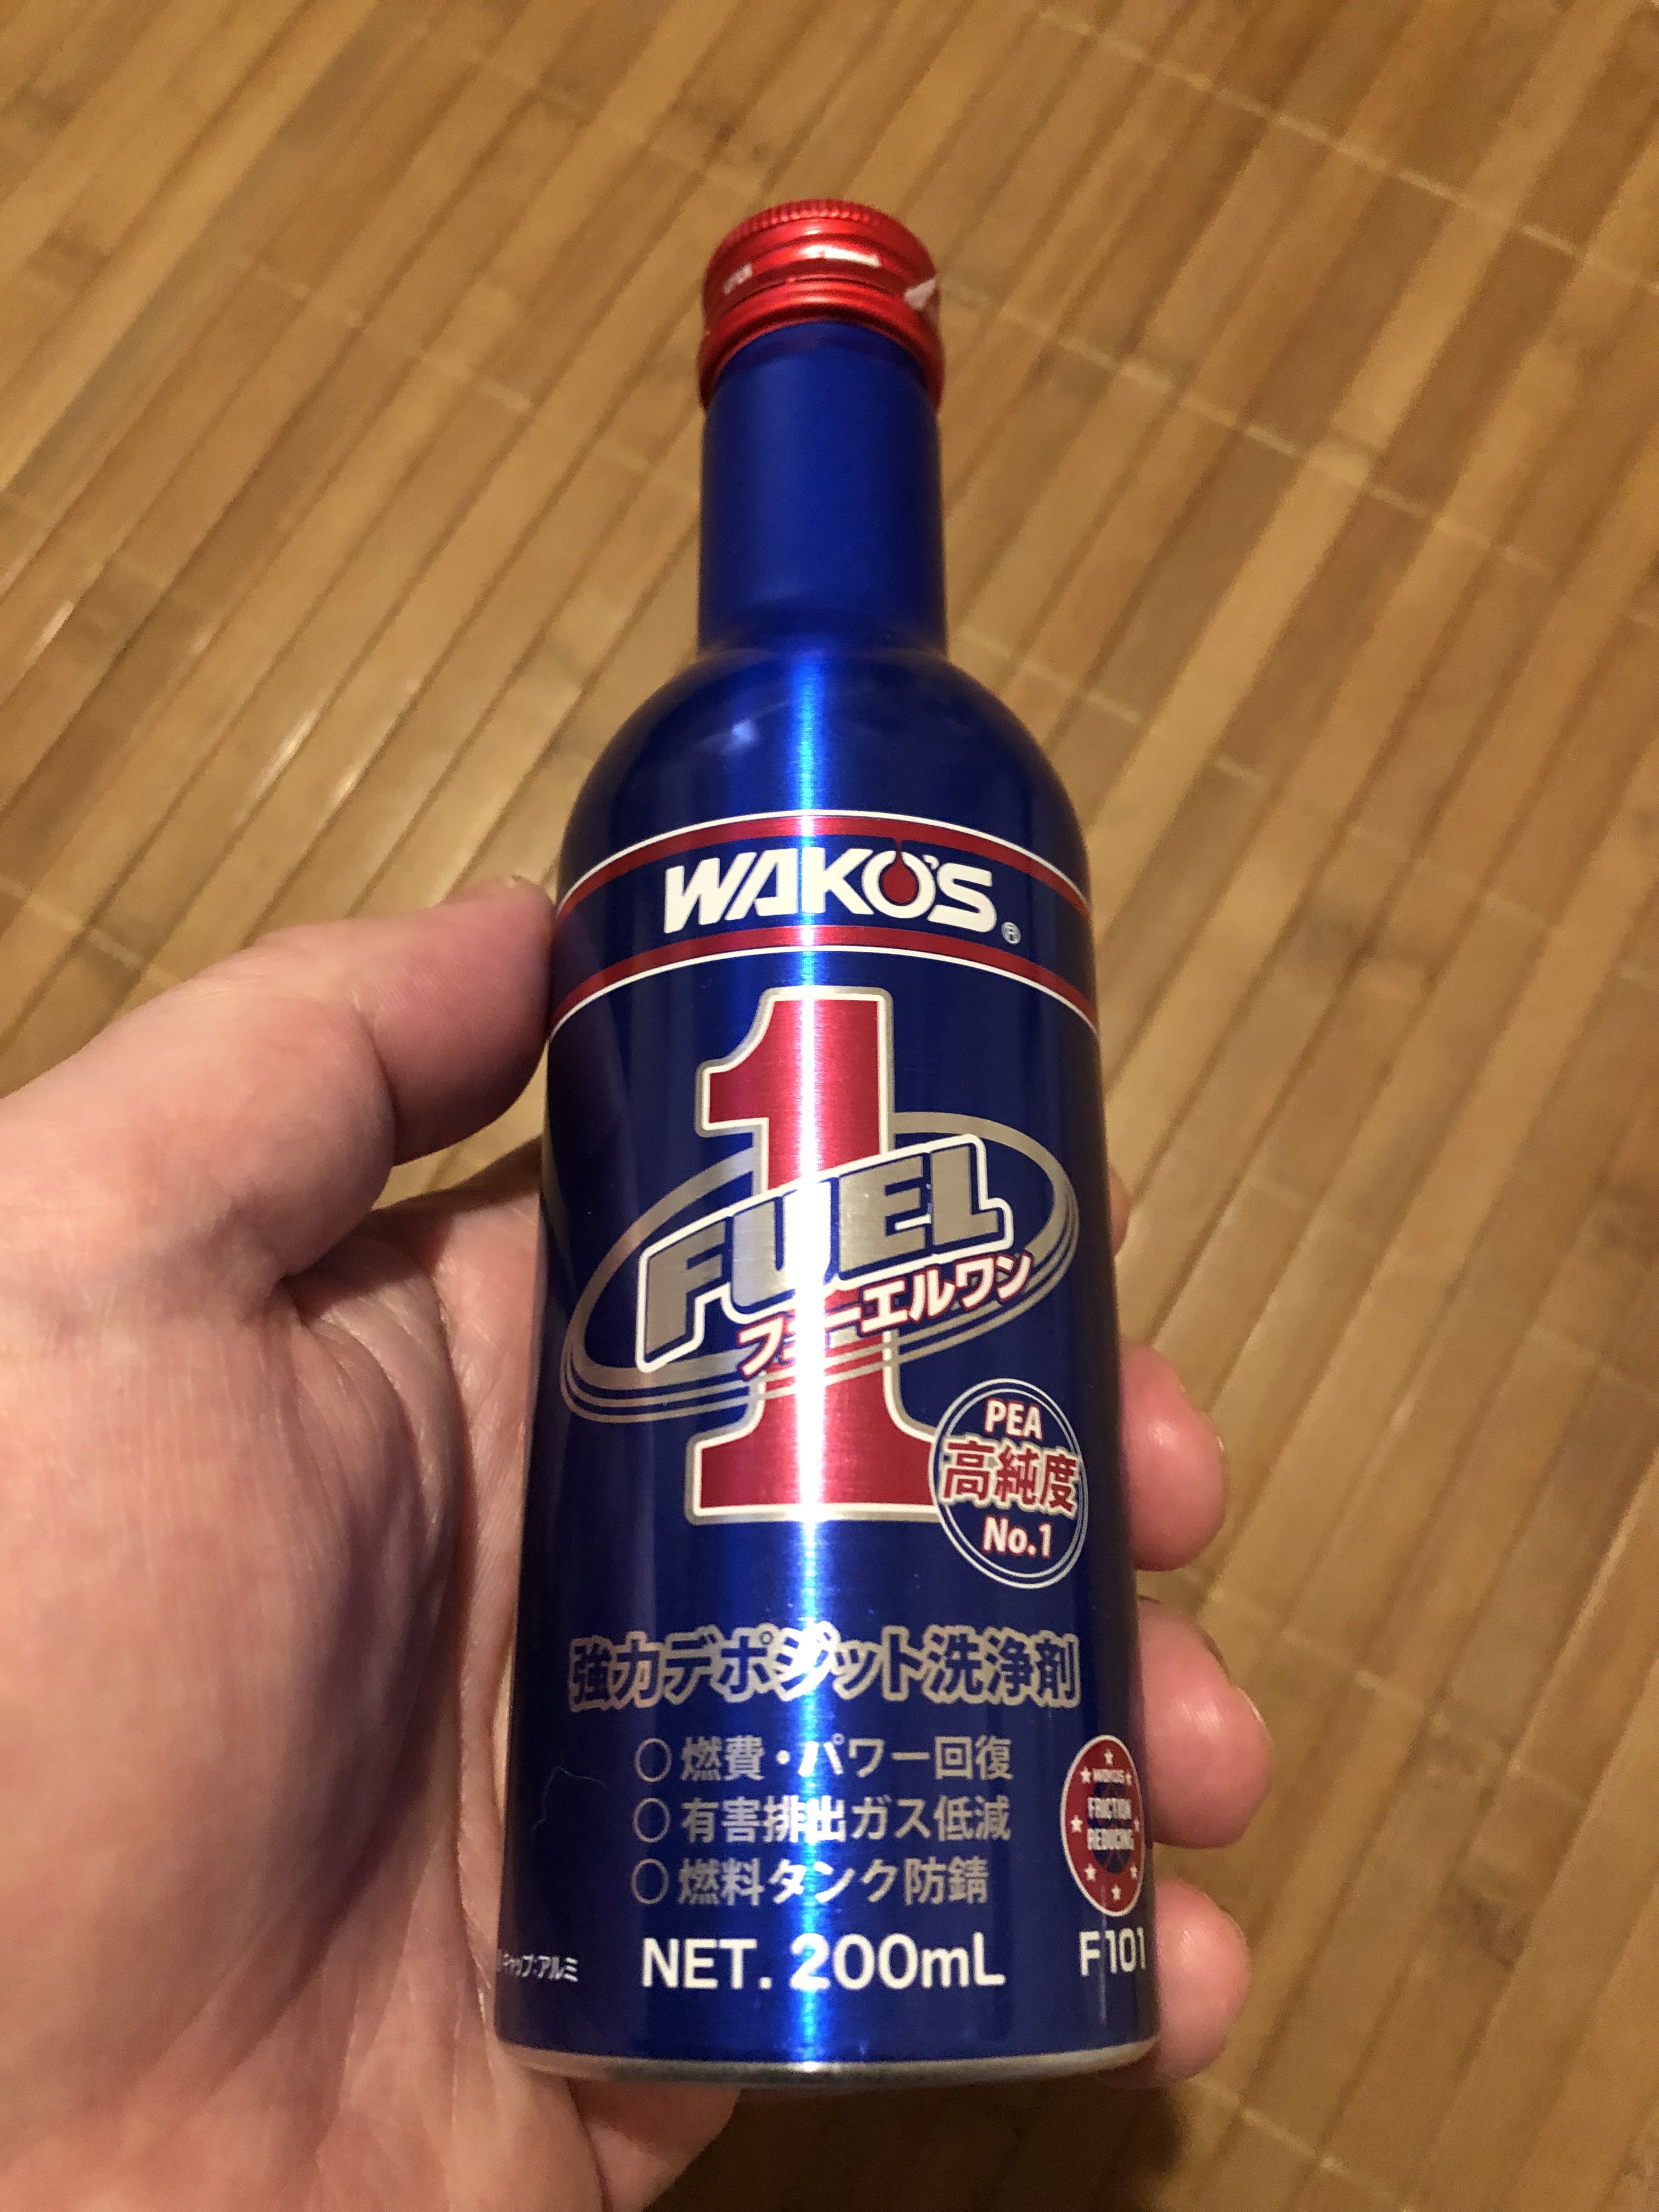 WAKO'S®
1
FUEL
フューエルワン
PEA
高純度
No.1
強力デポジット洗浄剤
○ 燃費・パワー回復
○ 有害排出ガス低減
○ 燃料タンク防錆
WAKO'S
FRICTION
REDUCING
キャップ:アルミ
NET. 200mL
F101